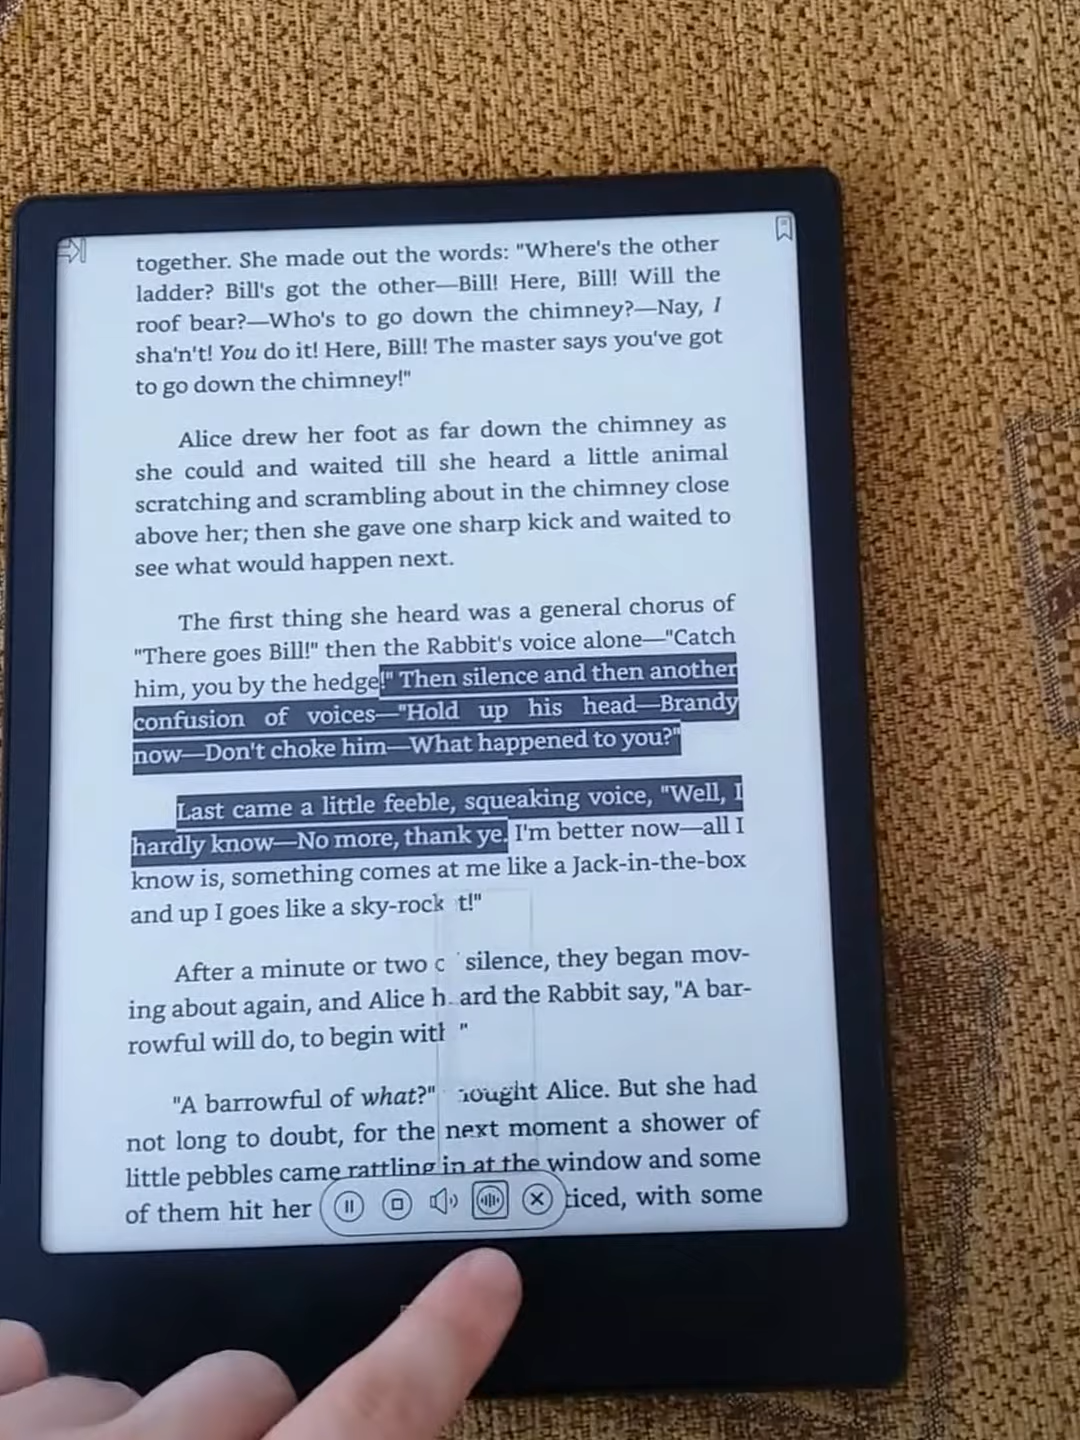 together. She made out the words: "Where's the other
ladder? Bill's got the other—Bill! Here, Bill! Will the
roof bear?—Who's to go down the chimney?—Nay, I
sha'n't! You do it! Here, Bill! The master says you've got
to go down the chimney!"
Alice drew her foot as far down the chimney as
she could and waited till she heard a little animal
scratching and scrambling about in the chimney close
above her; then she gave one sharp kick and waited to
see what would happen next.
The first thing she heard was a general chorus of
"There goes Bill!" then the Rabbit's voice alone—"Catch
him, you by the hedge!" Then silence and then another
confusion of voices—"Hold up his head—Brandy
now—Don't choke him—What happened to you?"
Last came a little feeble, squeaking voice, "Well, I
hardly know—No more, thank ye. I'm better now—all I
know is, something comes at me like a Jack-in-the-box
and up I goes like a sky-rock t!"
After a minute or two silence, they began mov-
ing about again, and Alice h ard the Rabbit say, "A bar-
rowful will do, to begin with "
"A barrowful of what?" thought Alice. But she had
not long to doubt, for the next moment a shower of
little pebbles came rattling in at the window and some
of them hit her ticed, with some